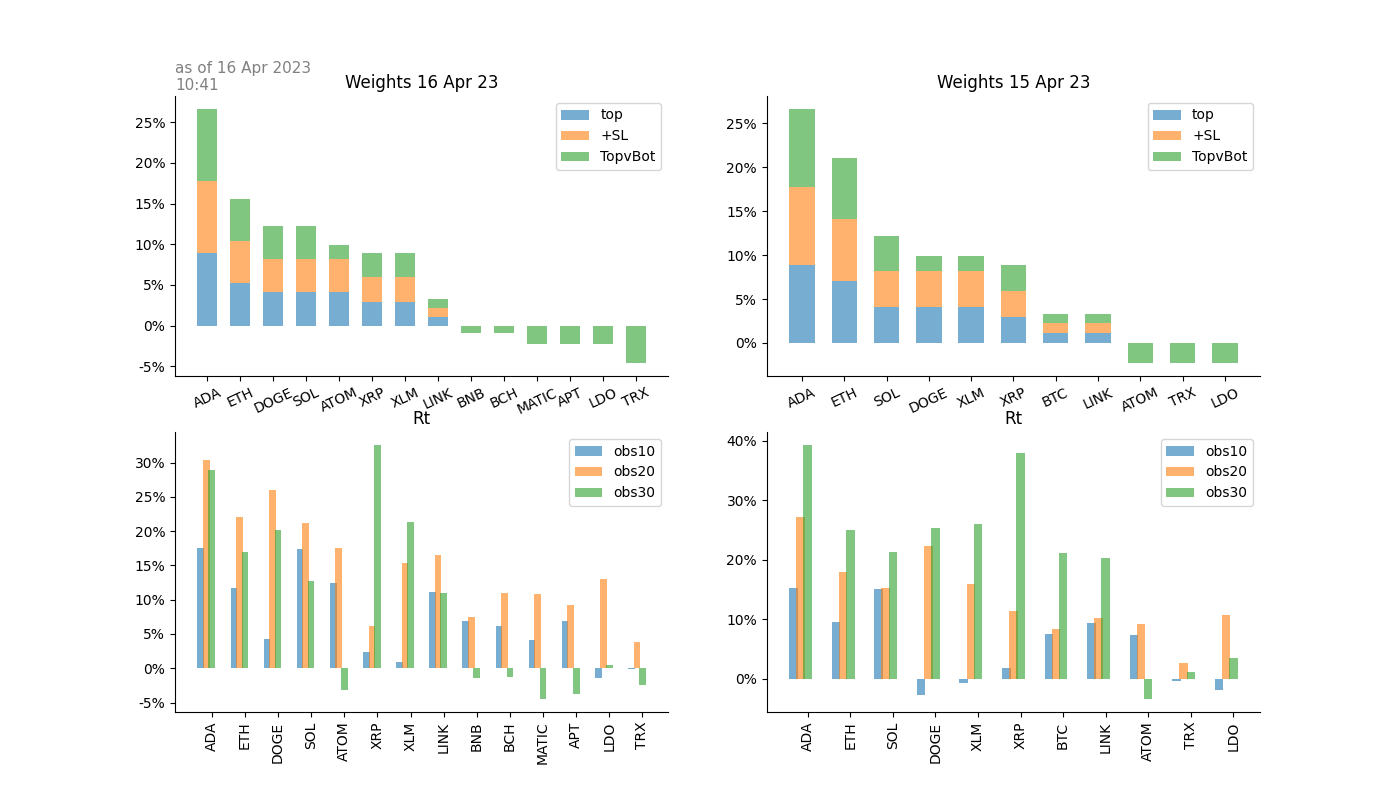 as of 16 Apr 2023
10:41
Weights 16 Apr 23
25%
20%
15%
10%
5%
0%
-5%
top
+SL
TopvBot
ADA ETH DOGE SOL ATOM XRP XLM LINK BNB BCH MATIC APT LDO TRX
Weights 15 Apr 23
25%
20%
15%
10%
5%
0%
top
+SL
TopvBot
ADA ETH SOL DOGE XLM XRP BTC LINK ATOM TRX LDO
Rt
30%
25%
20%
15%
10%
5%
0%
-5%
obs10
obs20
obs30
ADA ETH DOGE SOL ATOM XRP XLM LINK BNB BCH MATIC APT LDO TRX
Rt
40%
30%
20%
10%
0%
obs10
obs20
obs30
ADA ETH SOL DOGE XLM XRP BTC LINK ATOM TRX LDO